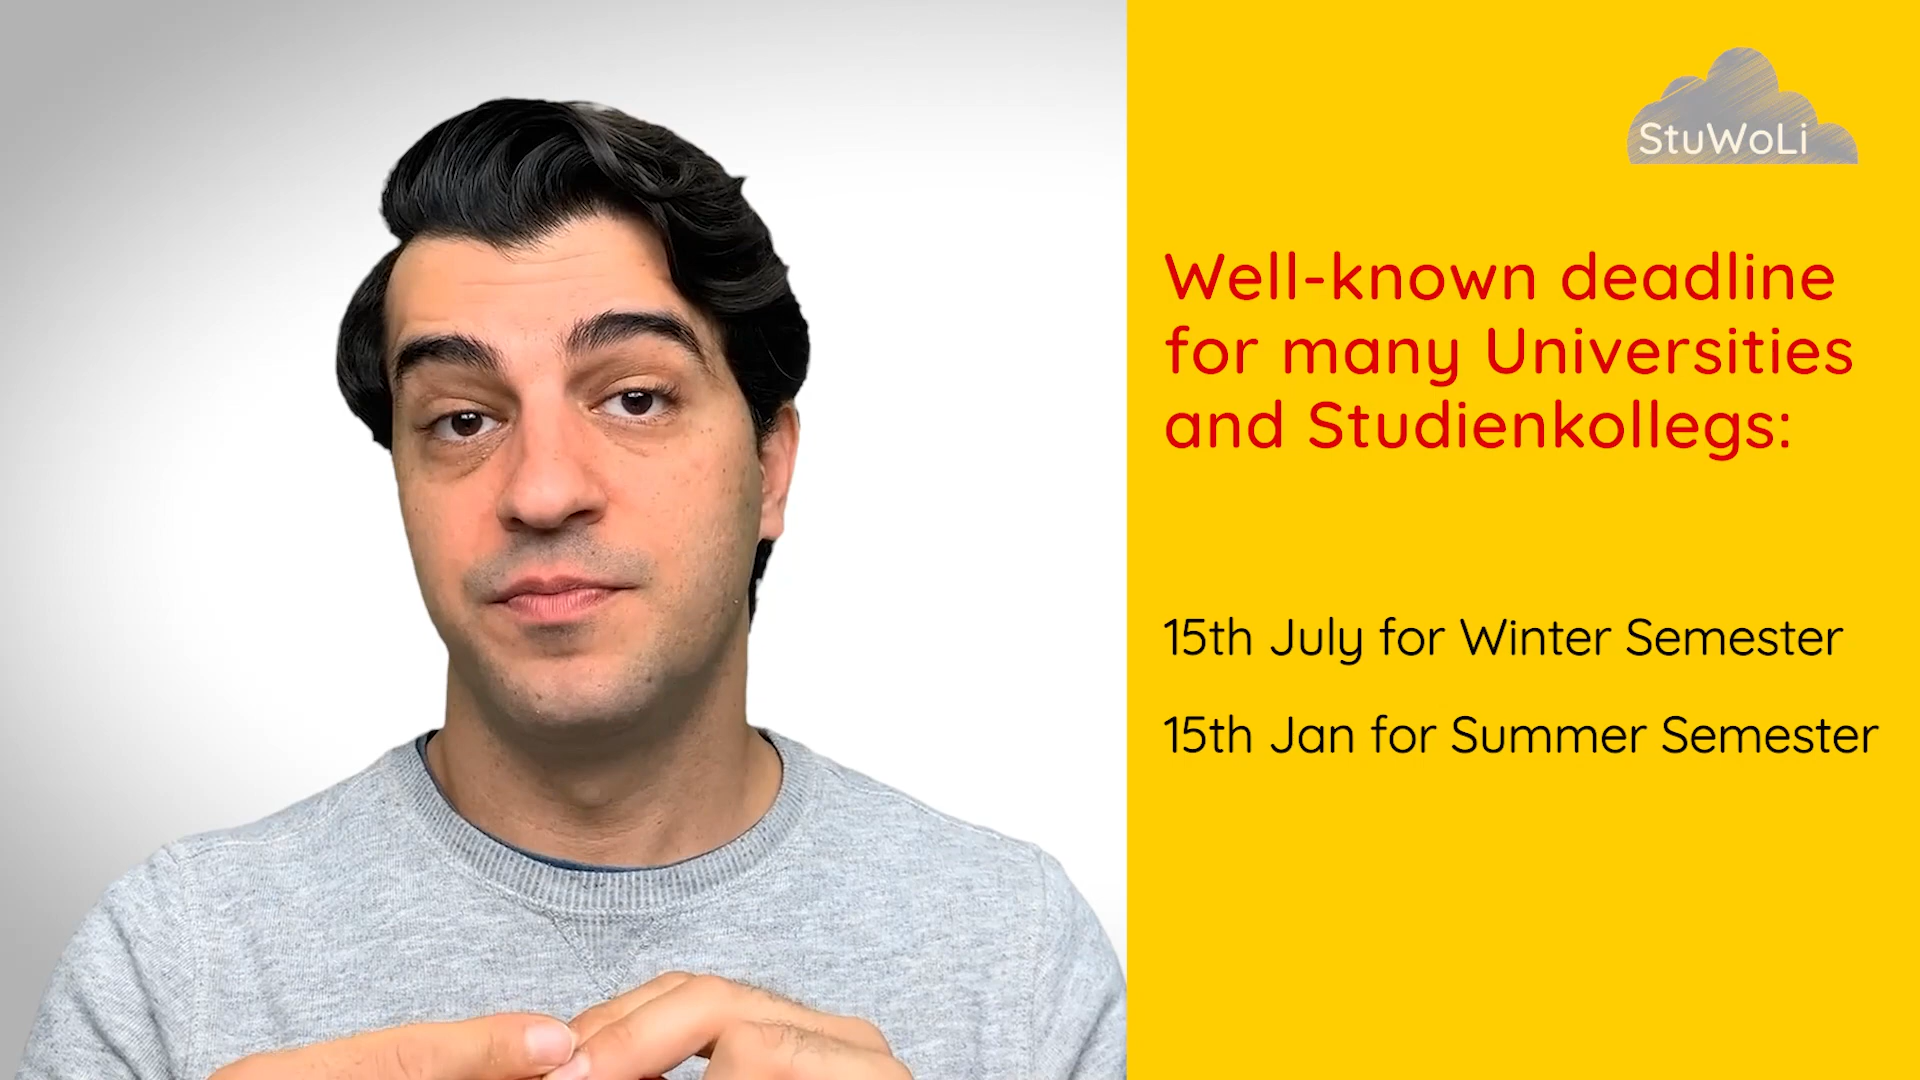 StuWoLi
Well-known deadline
for many Universities
and Studienkollegs:
15th July for Winter Semester
15th Jan for Summer Semester